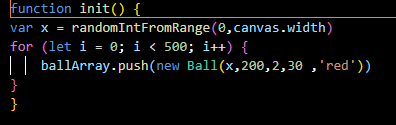 function init() {
var x = randomIntFromRange(0,canvas.width)
for (let i = 0; i < 500; i++) {
    ballArray.push(new Ball(x,200,2,30 ,'red'))
}
}